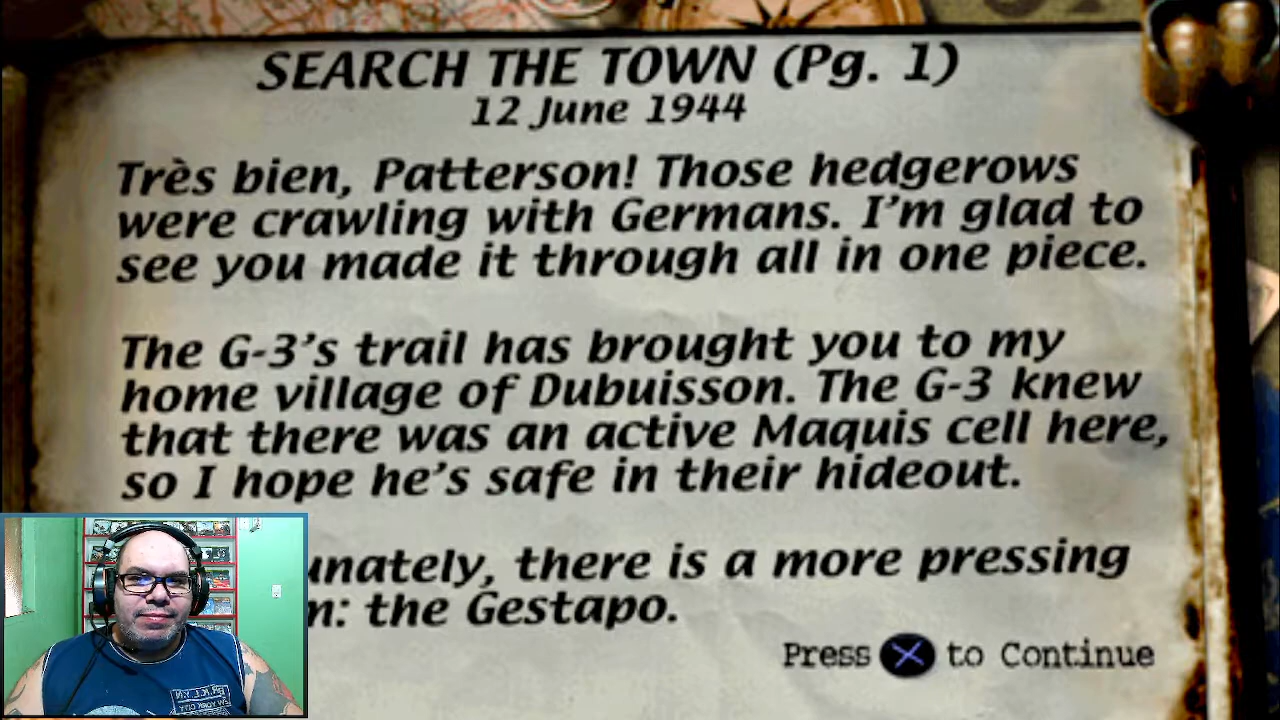 SEARCH THE TOWN (Pg. 1)
12 June 1944
Très bien, Patterson! Those hedgerows
were crawling with Germans. I'm glad to
see you made it through all in one piece.
The G-3's trail has brought you to my
home village of Dubuisson. The G-3 knew
that there was an active Maquis cell here,
so I hope he's safe in their hideout.
unately, there is a more pressing
m: the Gestapo.
Press X to Continue